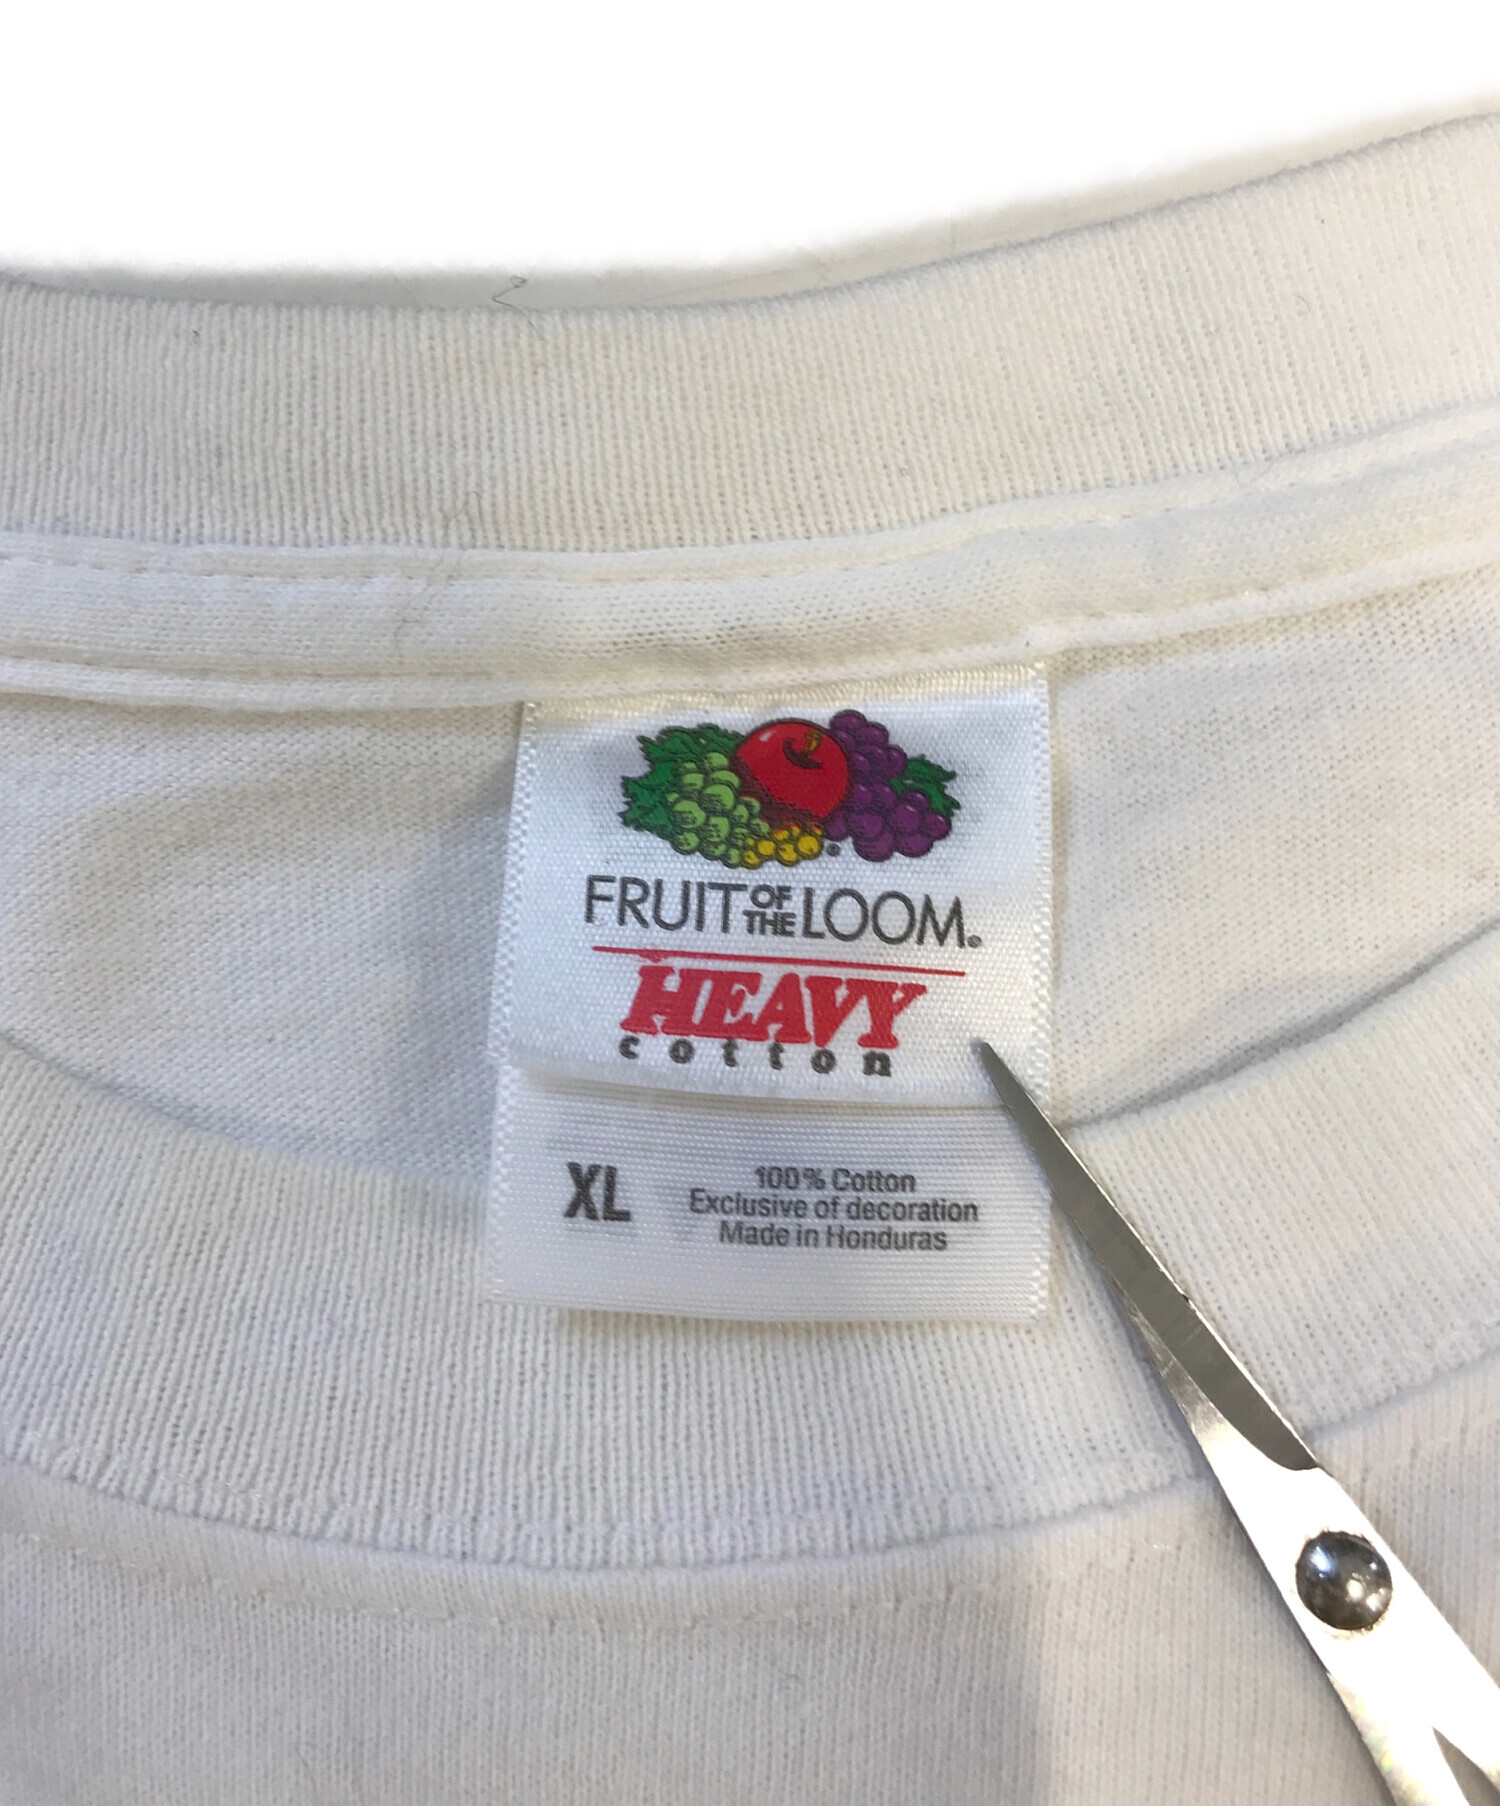 FRUIT OF THE LOOM®
HEAVY
cotton
XL
100% Cotton
Exclusive of decoration
Made in Honduras